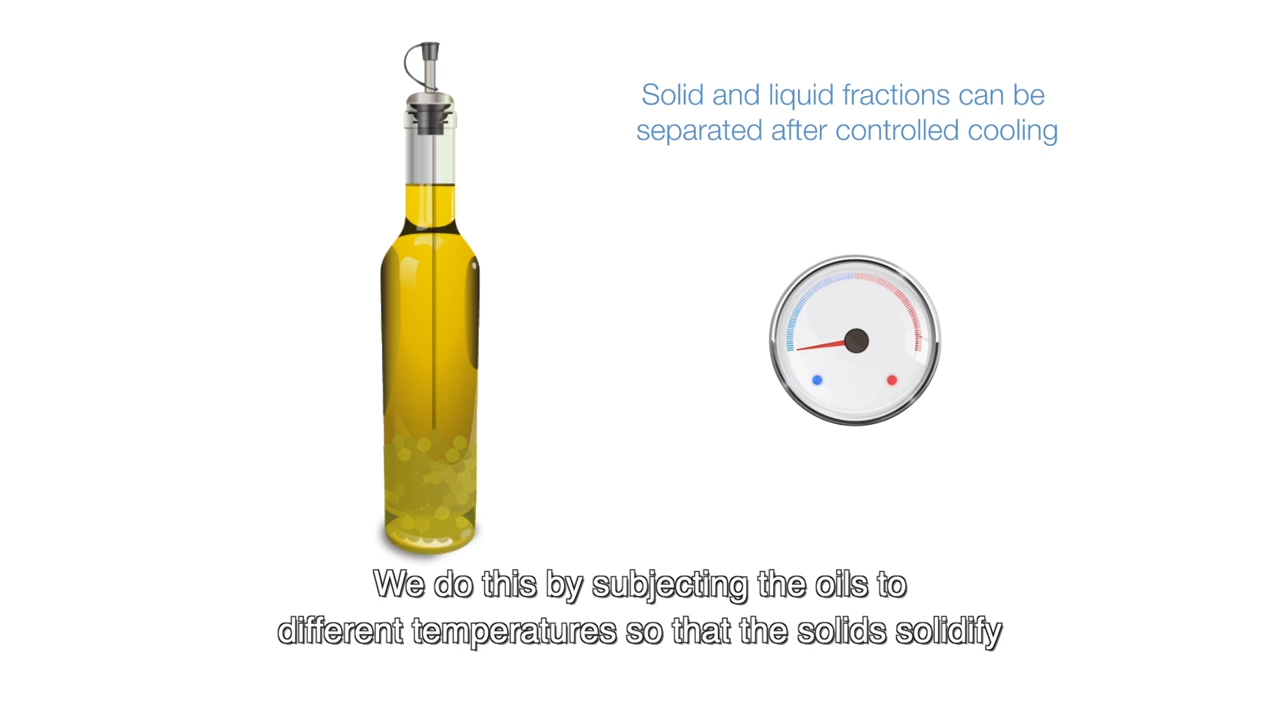 Solid and liquid fractions can be
separated after controlled cooling
We do this by subjecting the oils to
different temperatures so that the solids solidify